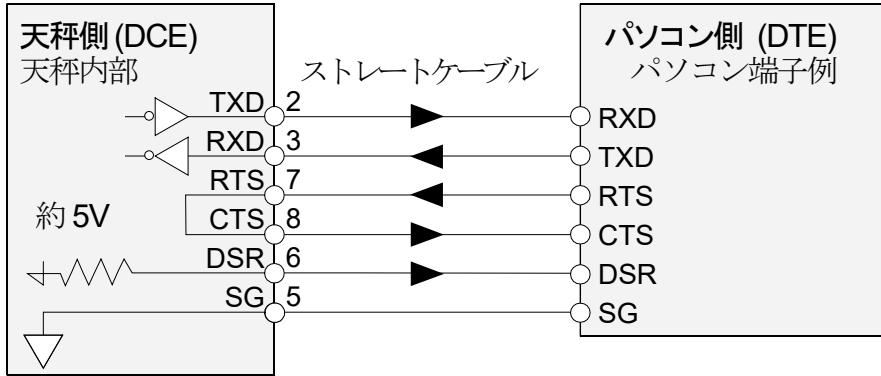 天秤側 (DCE)
天秤内部
ストレートケーブル
パソコン側 (DTE)
パソコン端子例
TXD 2
RXD
RXD 3
TXD
RTS 7
RTS
約 5V
CTS 8
CTS
DSR 6
DSR
SG 5
SG